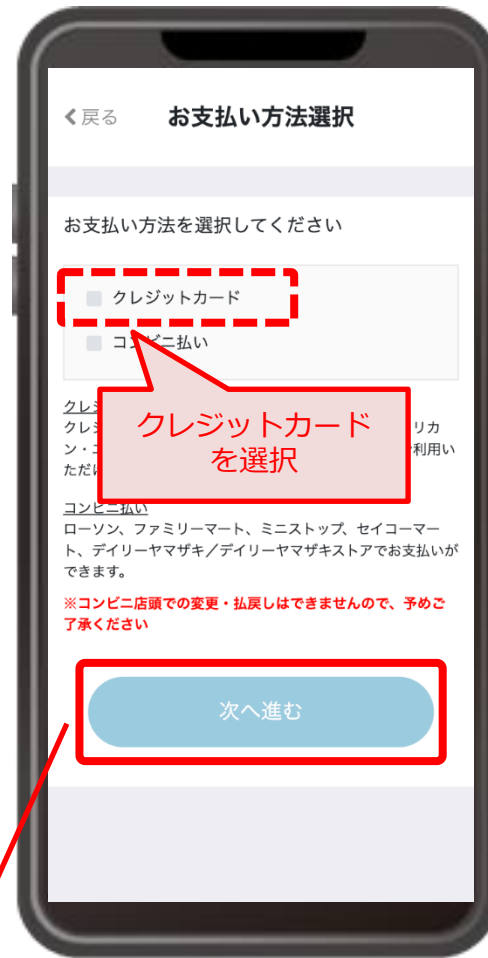 戻る お支払い方法選択
お支払い方法を選択してください
クレジットカード
コンビニ払い
クレジットカード
を選択
クレジ リカ
クレジ
ン・ 利用い
ただ
コンビニ払い
ローソン、ファミリーマート、ミニストップ、セイコーマー
ト、デイリーヤマザキ／デイリーヤマザキストアでお支払いが
できます。
※コンビニ店頭での変更・払戻しはできませんので、予めご
了承ください
次へ進む